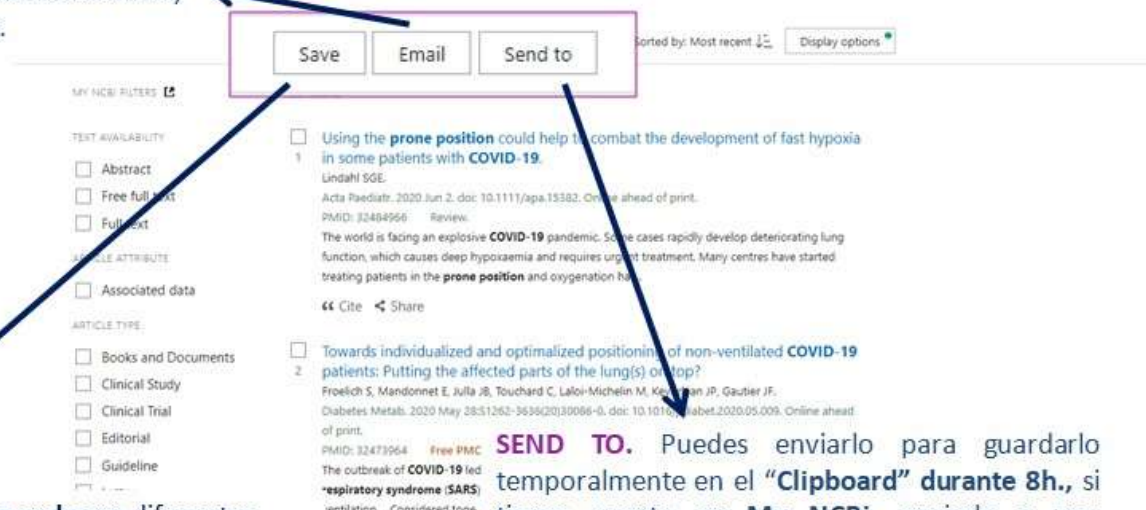 Save Email Send to
Sorted by: Most recent Display options
MY NCBI FILTERS
TEXT AVAILABILITY
Abstract
Free full text
Full text
ARTICLE ATTRIBUTE
Associated data
ARTICLE TYPE
Books and Documents
Clinical Study
Clinical Trial
Editorial
Guideline
Using the prone position could help to combat the development of fast hypoxia
1 in some patients with COVID-19.
Lindahl SGE.
Acta Paediatr. 2020 Jun 2. doi: 10.1111/apa.15382. Online ahead of print.
PMID: 32484966 Review.
The world is facing an explosive COVID-19 pandemic. Some cases rapidly develop deteriorating lung
function, which causes deep hypoxaemia and requires urgent treatment. Many centres have started
treating patients in the prone position and oxygenation
Cite Share
Towards individualized and optimalized positioning of non-ventilated COVID-19
2 patients: Putting the affected parts of the lung(s) on top?
Froelich S, Mandonnet E, Julla JB, Touchard C, Laloi-Michelin M, JP, Gautier JF.
Diabetes Metab. 2020 May 28:S1262-3636(20)30086-0. doi: Online ahead
of print.
PMID: 32473964 Free PMC
The outbreak of COVID-19 led
respiratory syndrome (SARS)
SEND TO. Puedes enviarlo para guardarlo
temporalmente en el “Clipboard” durante 8h., si
diferentes